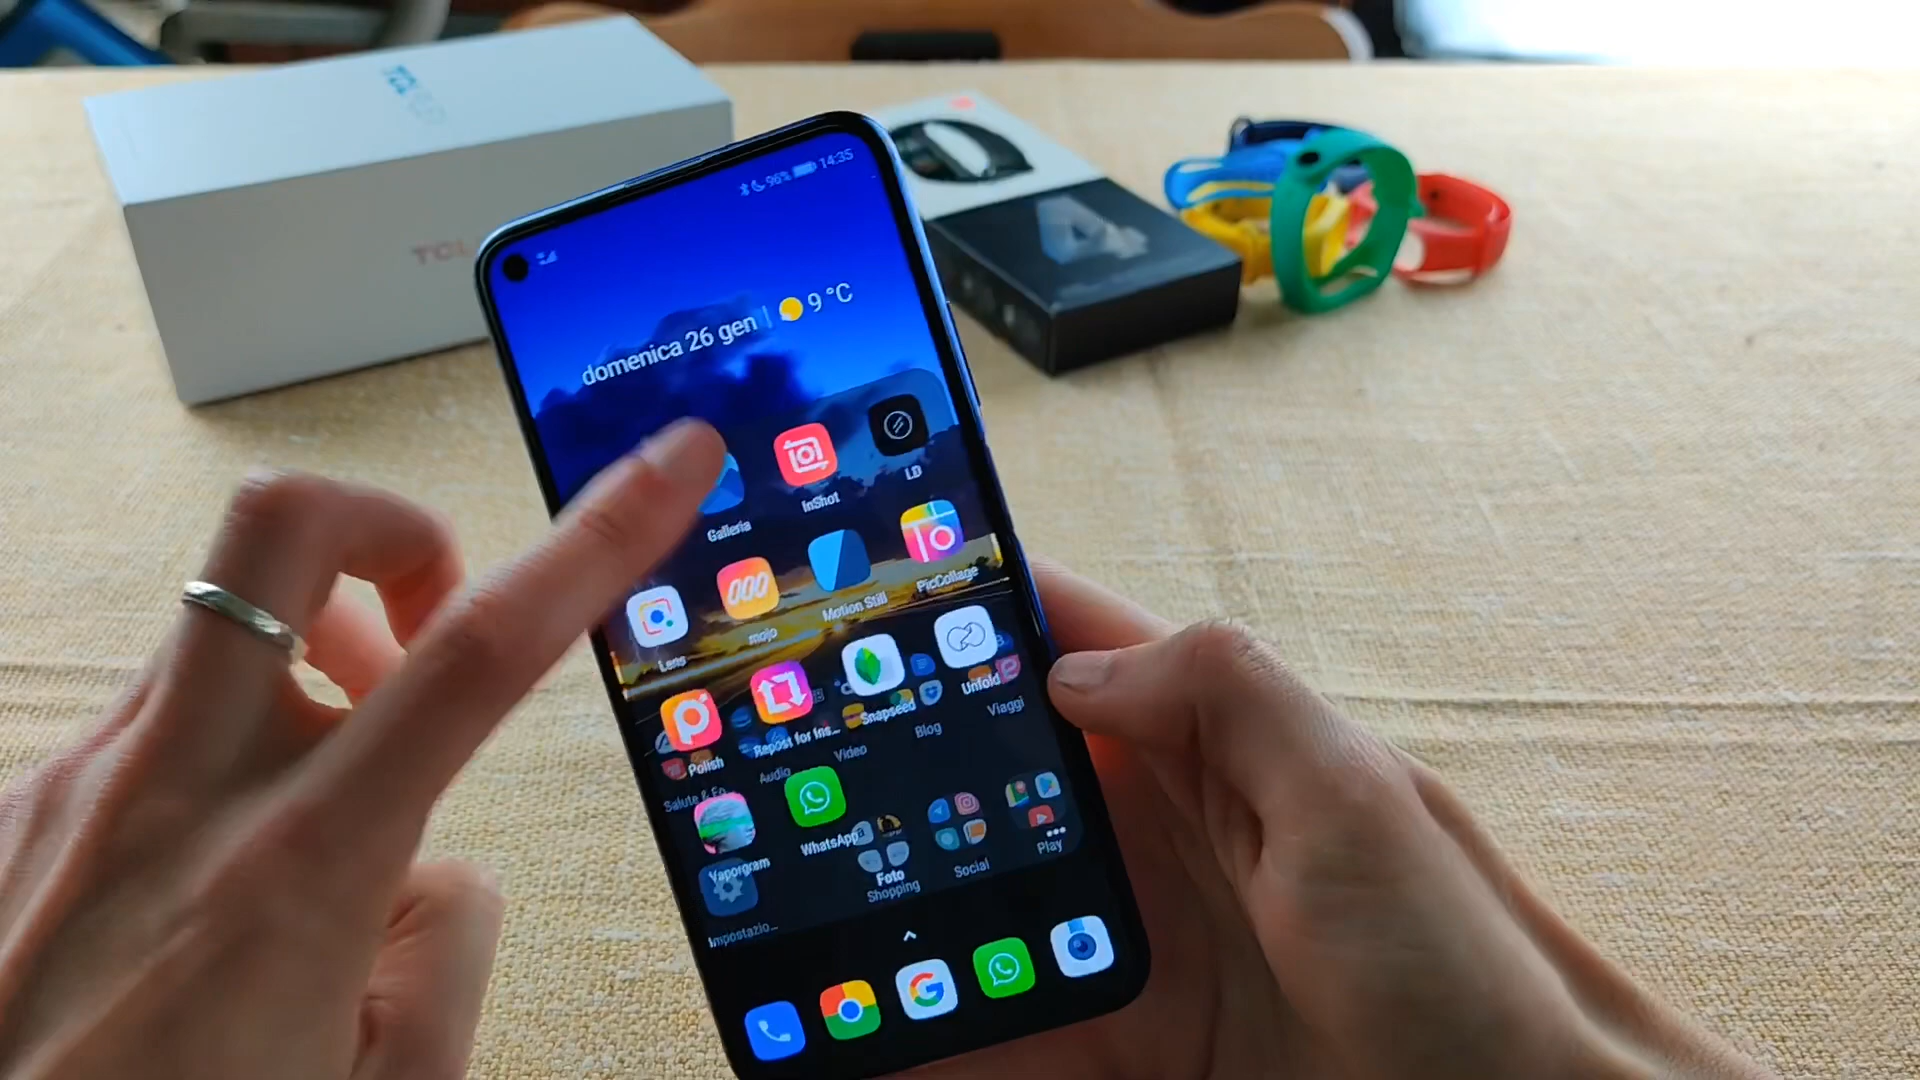 TCL
4
96% 14:35
domenica 26 gen | 9 °C
Galleria
InShot
LD
Lens
mojo
Motion Still
PicCollage
Polish
Repost for Ins...
Snapseed
Unfold
Salute & Fo...
Audio
Video
Blog
Viaggi
Vaporgram
WhatsApp
Impostazio...
Foto
Shopping
Social
Play